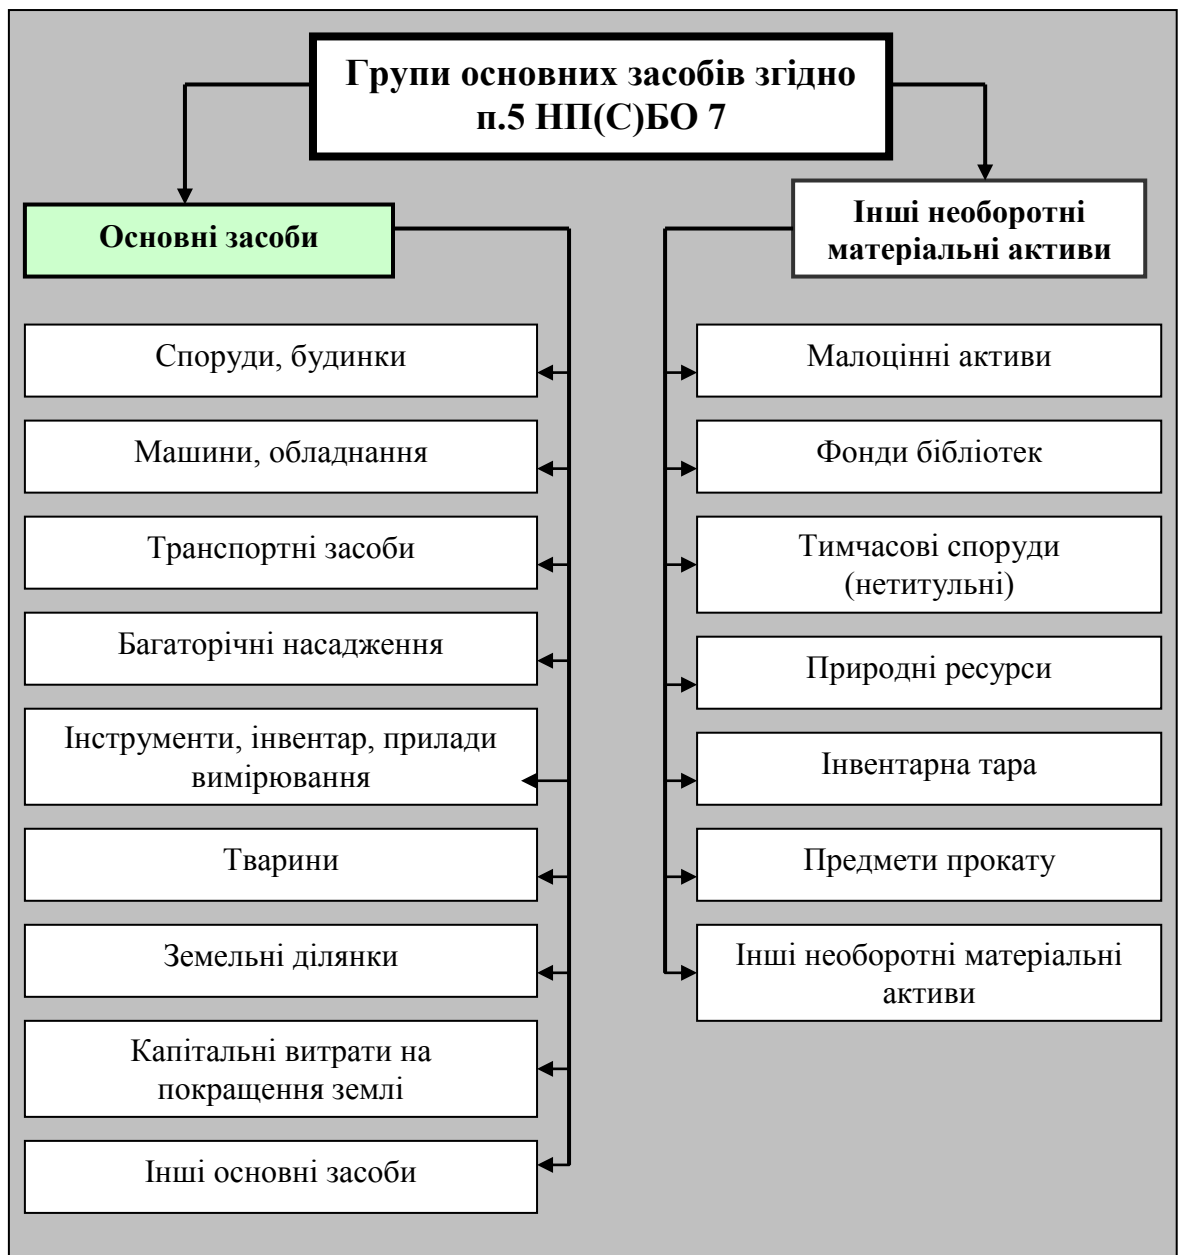 Групи основних засобів згідно
п.5 НП(С)БО 7
Основні засоби
Інші необоротні
матеріальні активи
Споруди, будинки
Машини, обладнання
Транспортні засоби
Багаторічні насадження
Інструменти, інвентар, прилади
вимірювання
Тварини
Земельні ділянки
Капітальні витрати на
покращення землі
Інші основні засоби
Малоцінні активи
Фонди бібліотек
Тимчасові споруди
(нетитульні)
Природні ресурси
Інвентарна тара
Предмети прокату
Інші необоротні матеріальні
активи